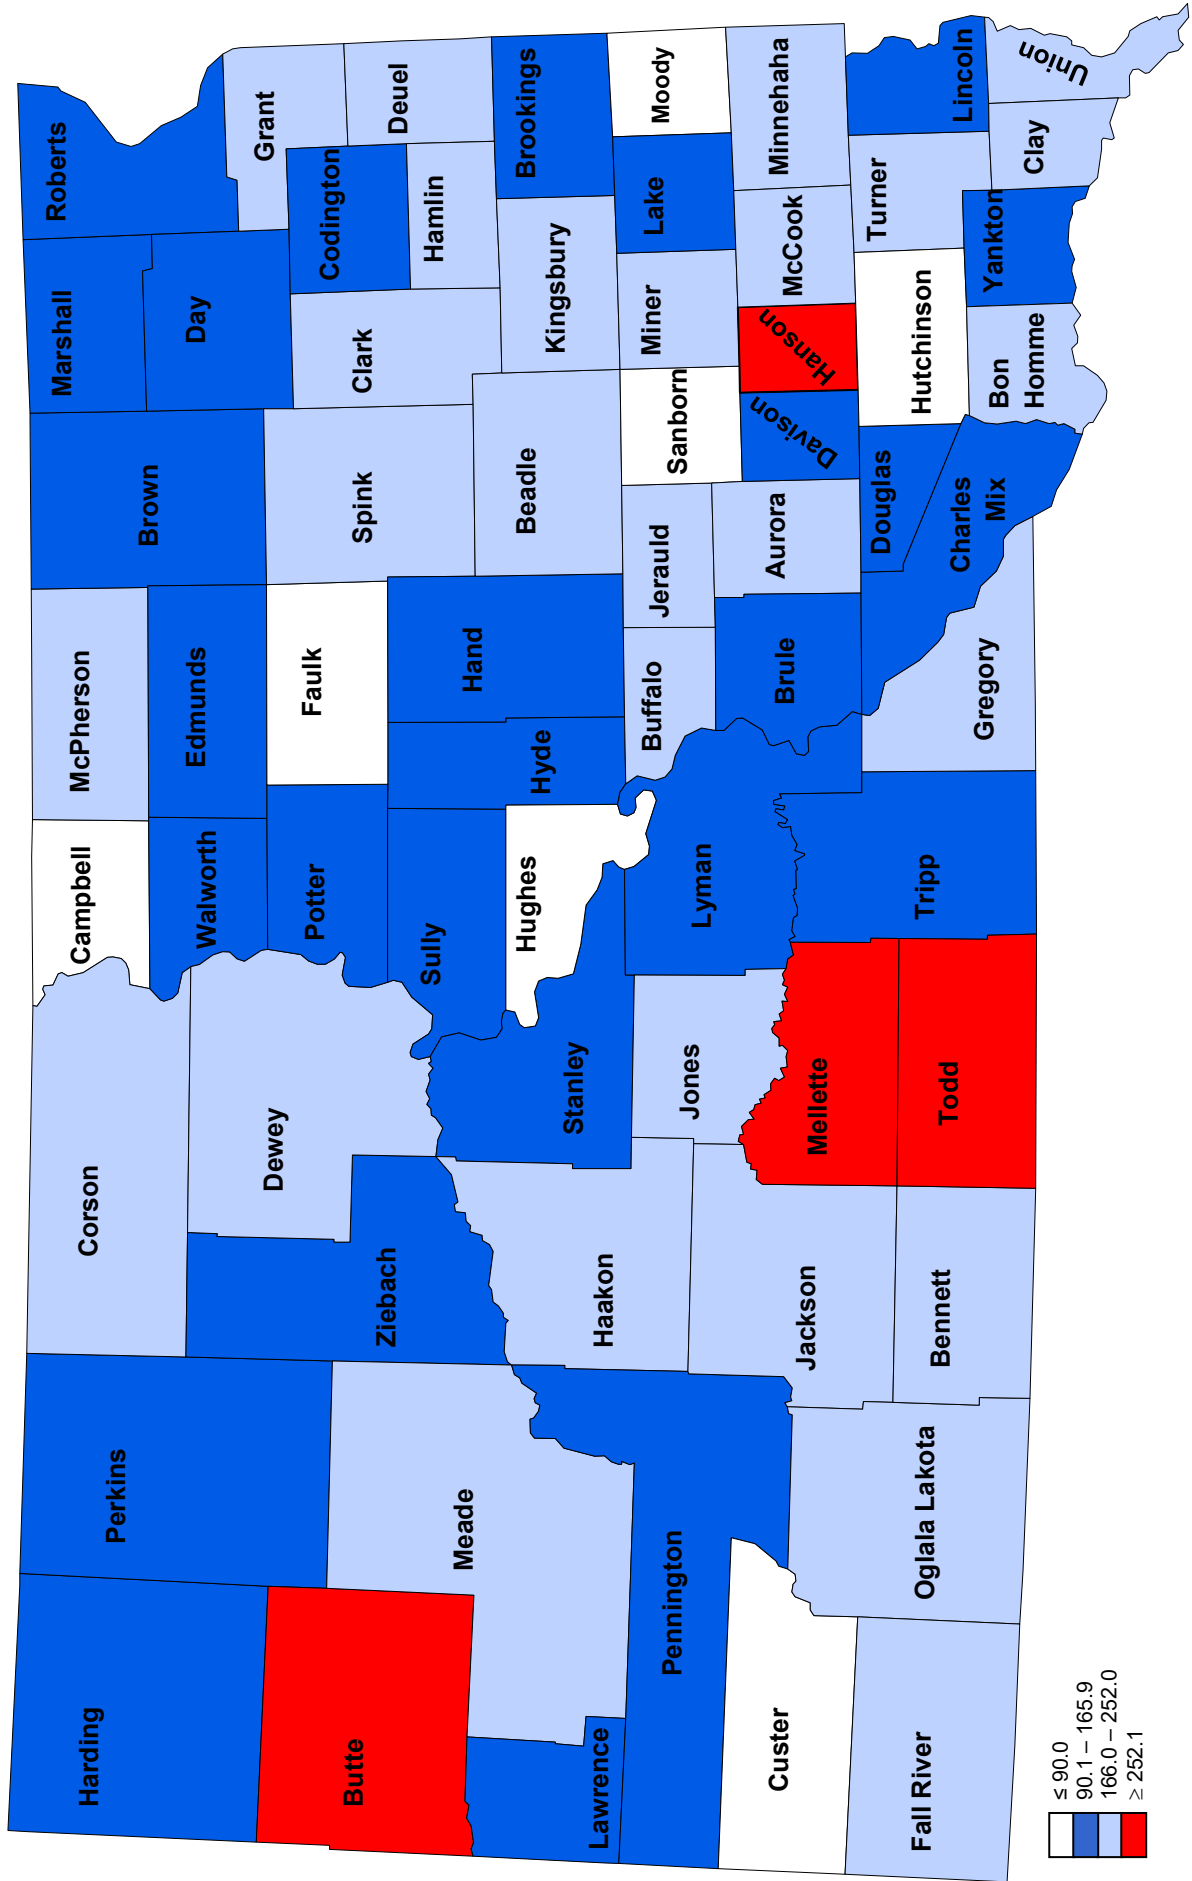 Harding
Perkins
Corson
Campbell
McPherson
Brown
Marshall
Roberts
Day
Walworth
Edmunds
Grant
Butte
Dewey
Potter
Faulk
Spink
Clark
Codington
Deuel
Ziebach
Hamlin
Meade
Sully
Hyde
Hand
Beadle
Kingsbury
Brookings
Lawrence
Haakon
Stanley
Hughes
Pennington
Jones
Lyman
Buffalo
Jerauld
Sanborn
Miner
Lake
Moody
Custer
Jackson
Mellette
Brule
Aurora
Davison
Hanson
McCook
Minnehaha
Fall River
Oglala Lakota
Bennett
Todd
Tripp
Gregory
Charles
Mix
Douglas
Hutchinson
Turner
Lincoln
Bon
Homme
Yankton
Clay
Union
≤ 90.0
90.1 – 165.9
166.0 – 252.0
≥ 252.1